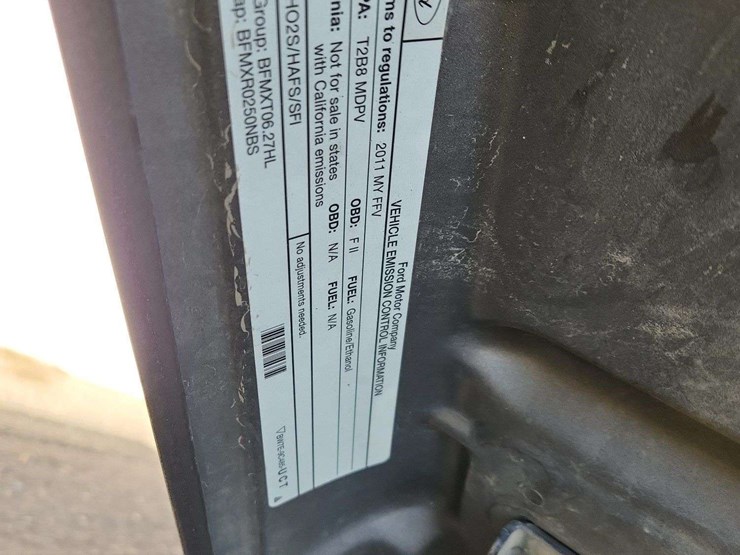 Ford Motor Company
VEHICLE EMISSION CONTROL INFORMATION
ms to regulations: 2011 MY FFV
PA: T2B8 MDPV OBD: F II FUEL: Gasoline/Ethanol
nia: Not for sale in states with California emissions OBD: N/A FUEL: N/A
HO2S/HAFS/SFI No adjustments needed.
Group: BFMXT06.27HL
ap: BFMXR0250NBS
UCT